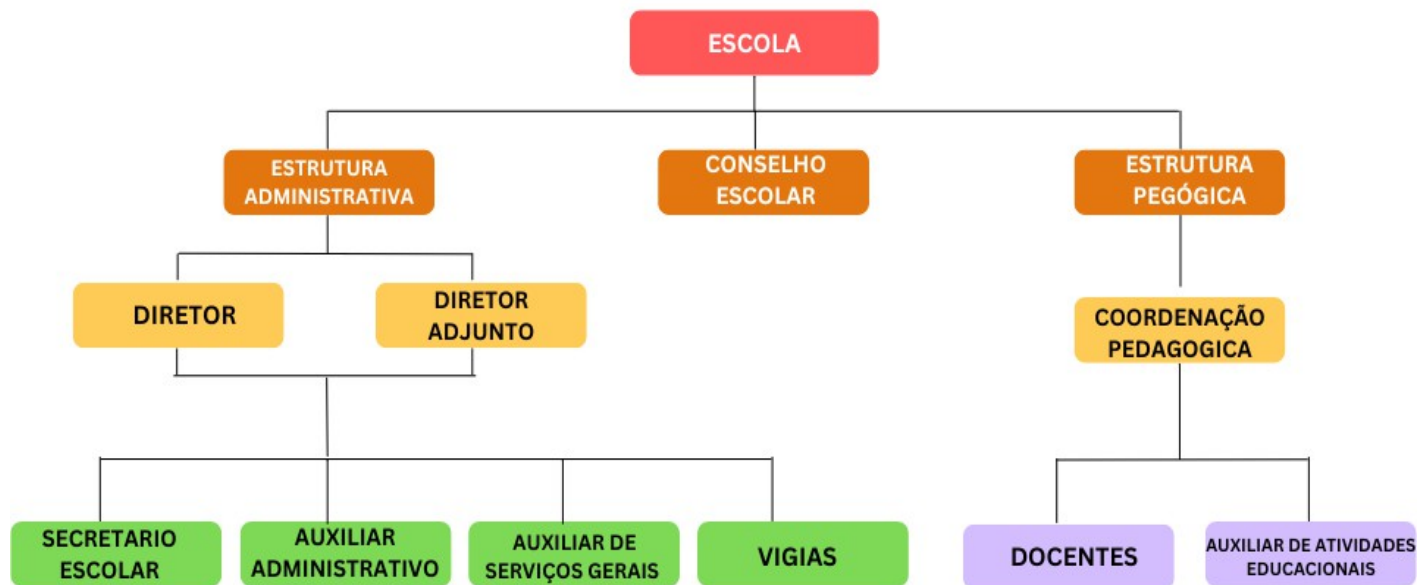 ESCOLA
ESTRUTURA
ADMINISTRATIVA
CONSELHO
ESCOLAR
ESTRUTURA
PEGÓGICA
DIRETOR
DIRETOR
ADJUNTO
COORDENAÇÃO
PEDAGOGICA
SECRETARIO
ESCOLAR
AUXILIAR
ADMINISTRATIVO
AUXILIAR DE
SERVIÇOS GERAIS
VIGIAS
DOCENTES
AUXILIAR DE ATIVIDADES
EDUCACIONAIS